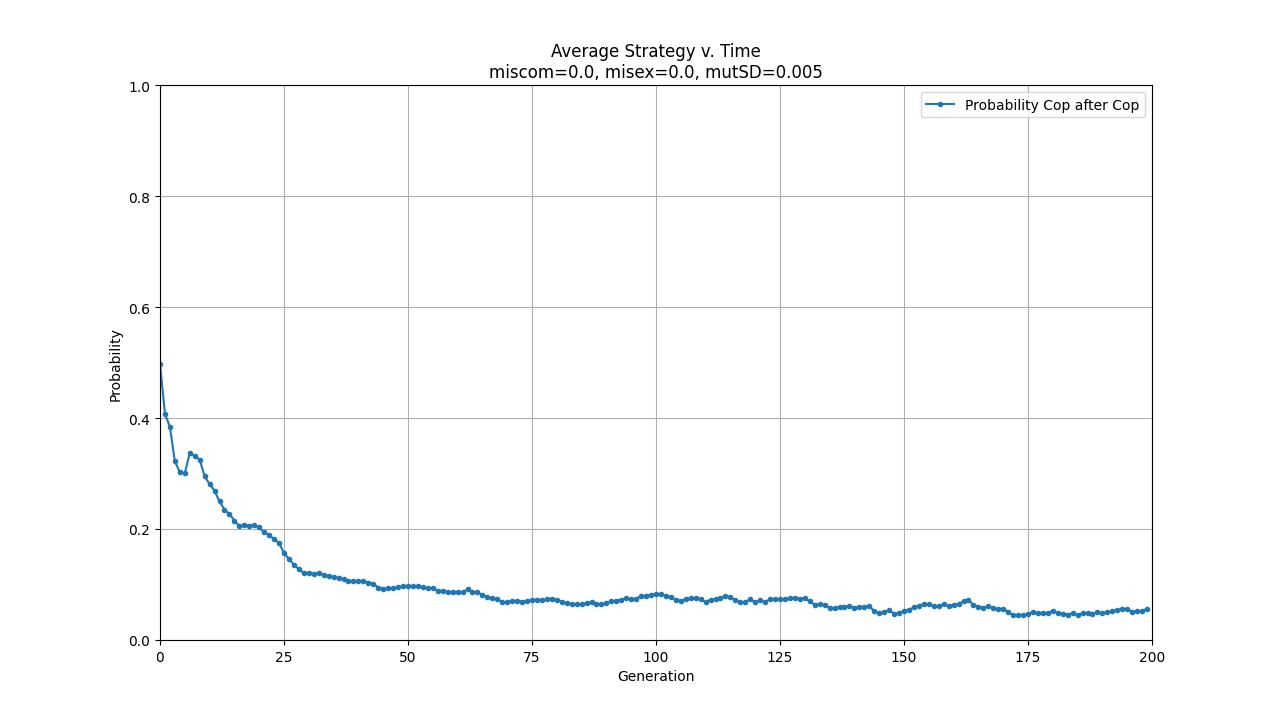 Average Strategy v. Time
miscom=0.0, misex=0.0, mutSD=0.005
Probability Cop after Cop
1.0
0.8
0.6
0.4
0.2
0.0
Probability
0 25 50 75 100 125 150 175 200
Generation